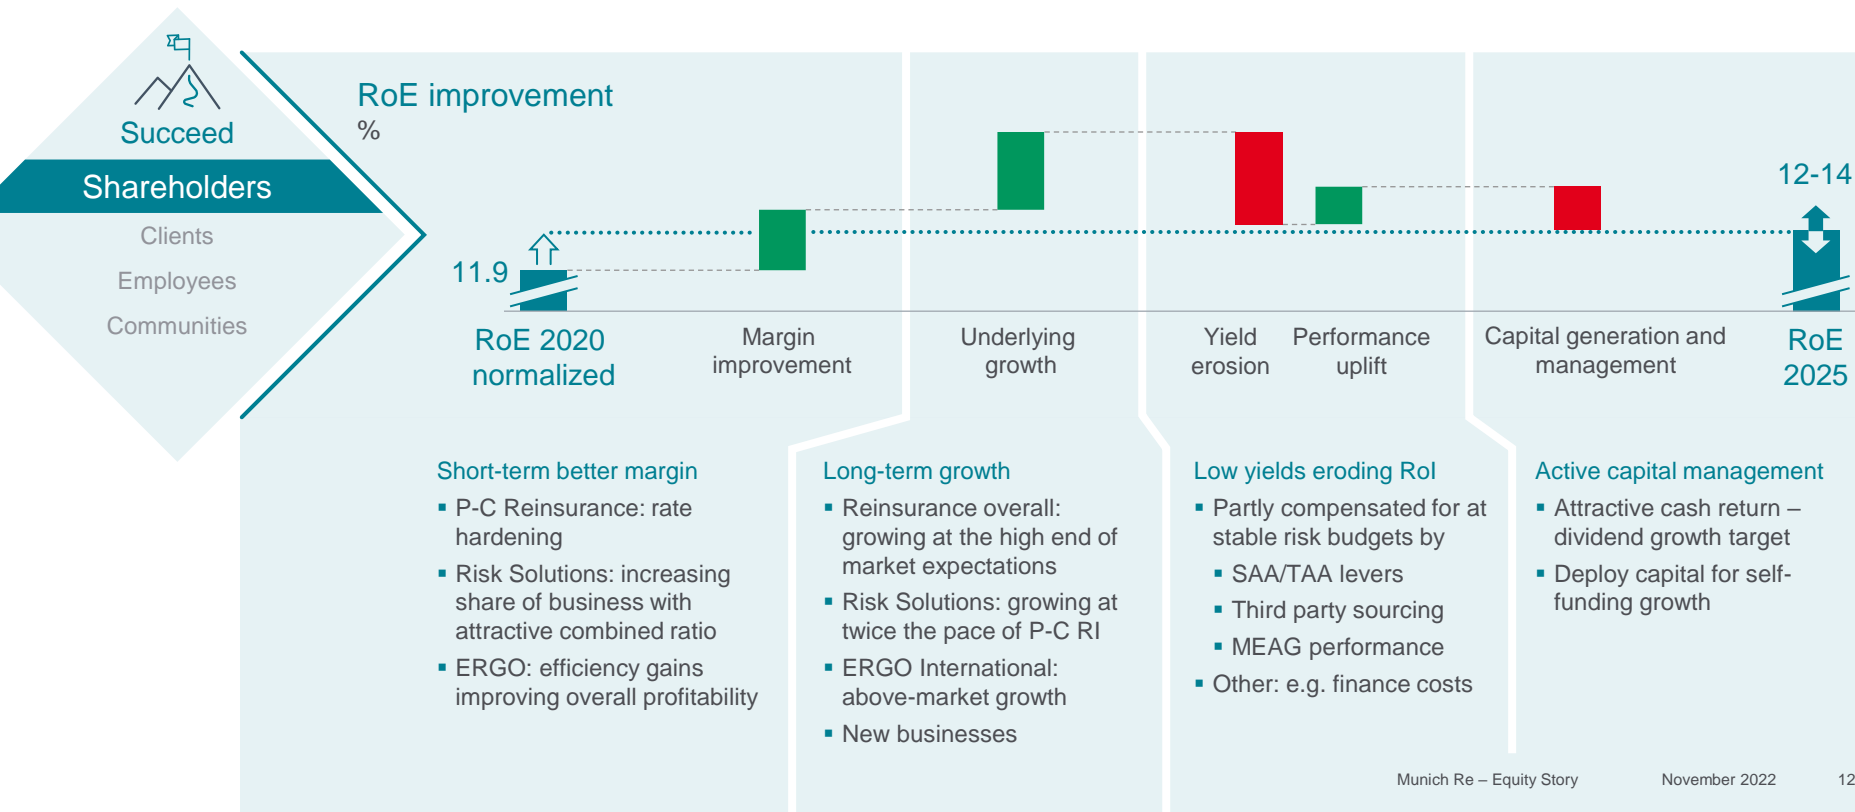 Succeed
Shareholders
Clients
Employees
Communities
RoE improvement
%
11.9
12-14
RoE 2020
normalized
Margin
improvement
Underlying
growth
Yield
erosion
Performance
uplift
Capital generation and
management
RoE
2025
Short-term better margin
▪ P-C Reinsurance: rate
hardening
▪ Risk Solutions: increasing
share of business with
attractive combined ratio
▪ ERGO: efficiency gains
improving overall profitability
Long-term growth
▪ Reinsurance overall:
growing at the high end of
market expectations
▪ Risk Solutions: growing at
twice the pace of P-C RI
▪ ERGO International:
above-market growth
▪ New businesses
Low yields eroding RoI
▪ Partly compensated for at
stable risk budgets by
▪ SAA/TAA levers
▪ Third party sourcing
▪ MEAG performance
▪ Other: e.g. finance costs
Active capital management
▪ Attractive cash return –
dividend growth target
▪ Deploy capital for self-
funding growth
Munich Re – Equity Story November 2022 12